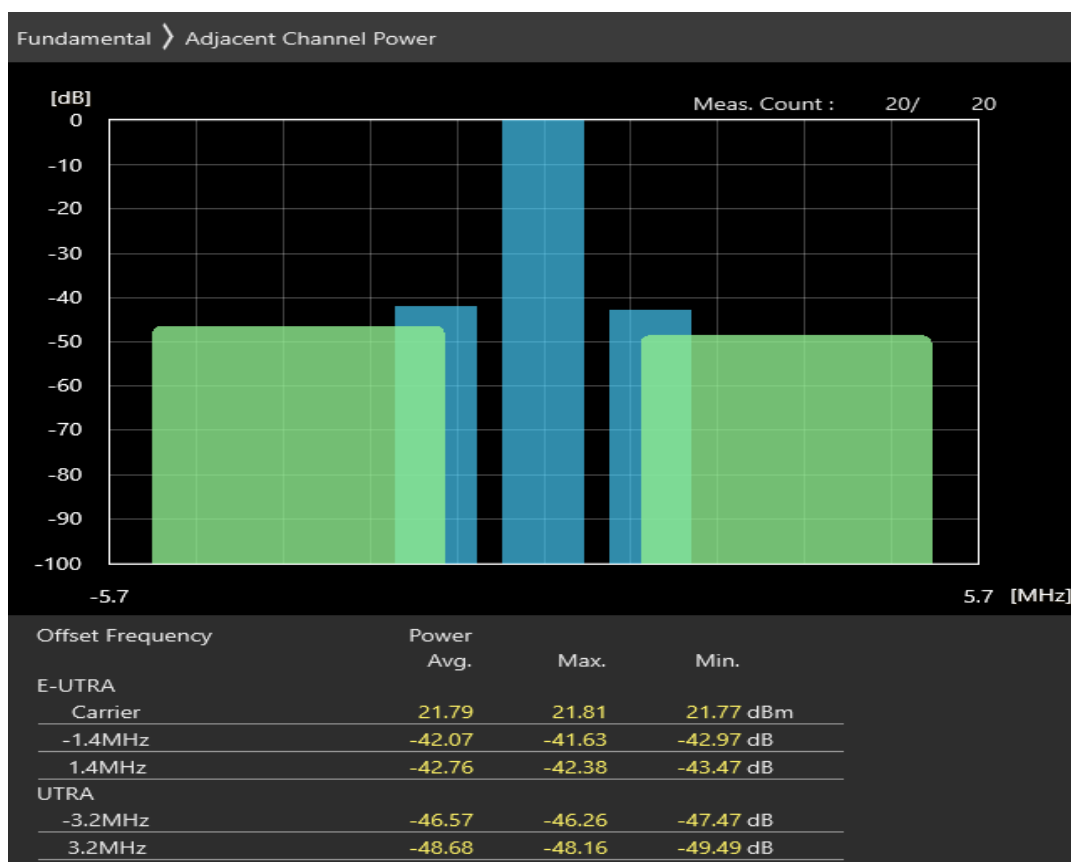 Fundamental ❯ Adjacent Channel Power
[dB]
Meas. Count : 20/ 20
0
-10
-20
-30
-40
-50
-60
-70
-80
-90
-100
-5.7 5.7 [MHz]
Offset Frequency Power
Avg. Max. Min.
E-UTRA
Carrier 21.79 21.81 21.77 dBm
-1.4MHz -42.07 -41.63 -42.97 dB
1.4MHz -42.76 -42.38 -43.47 dB
UTRA
-3.2MHz -46.57 -46.26 -47.47 dB
3.2MHz -48.68 -48.16 -49.49 dB